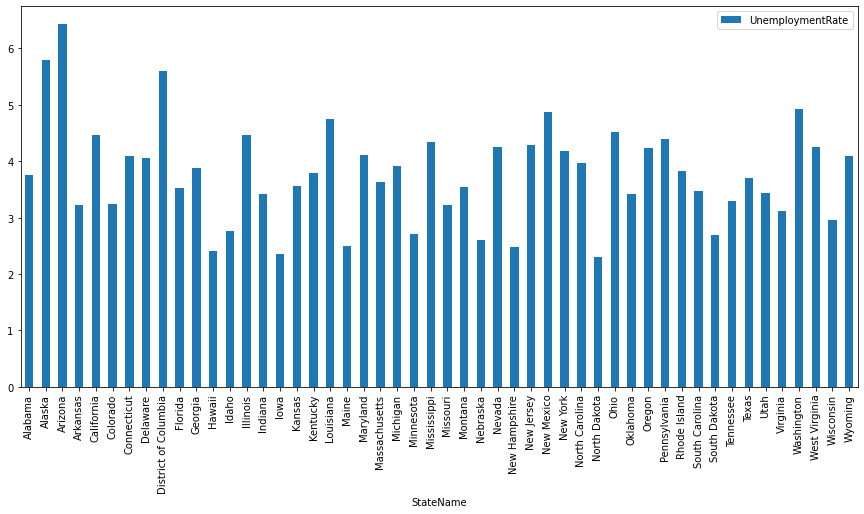 UnemploymentRate
6
5
4
3
2
1
0
Alabama
Alaska
Arizona
Arkansas
California
Colorado
Connecticut
Delaware
District of Columbia
Florida
Georgia
Hawaii
Idaho
Illinois
Indiana
Iowa
Kansas
Kentucky
Louisiana
Maine
Maryland
Massachusetts
Michigan
Minnesota
Mississippi
Missouri
Montana
Nebraska
Nevada
New Hampshire
New Jersey
New Mexico
New York
North Carolina
North Dakota
Ohio
Oklahoma
Oregon
Pennsylvania
Rhode Island
South Carolina
South Dakota
Tennessee
Texas
Utah
Virginia
Washington
West Virginia
Wisconsin
Wyoming
StateName